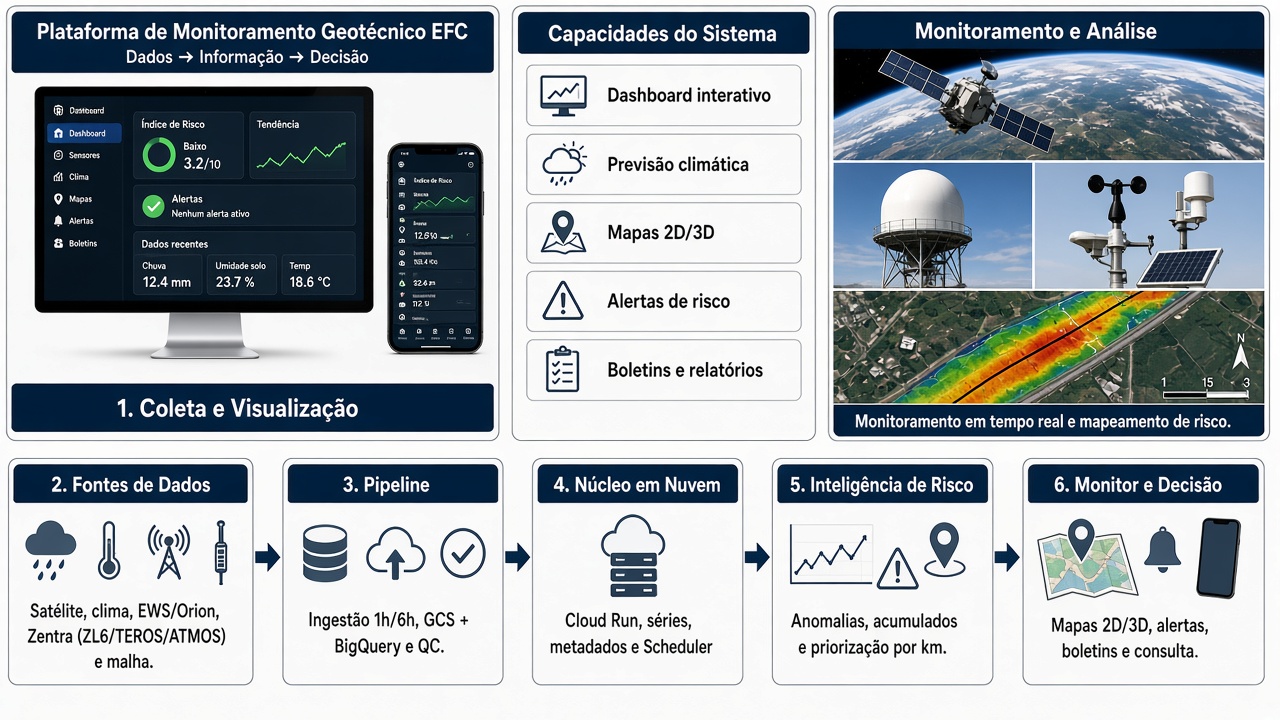 Plataforma de Monitoramento Geotécnico EFC
Dados → Informação → Decisão
Dashboard
Dashboard
Sensores
Clima
Mapas
Alertas
Boletins
Índice de Risco
Baixo
3.2/10
Tendência
Alertas
Nenhum alerta ativo
Dados recentes
Chuva
12.4 mm
Umidade solo
23.7 %
Temp
18.6 °C
Índice de Risco
1. Coleta e Visualização
Capacidades do Sistema
Dashboard interativo
Previsão climática
Mapas 2D/3D
Alertas de risco
Boletins e relatórios
Monitoramento e Análise
N
1 15 3
Monitoramento em tempo real e mapeamento de risco.
2. Fontes de Dados
Satélite, clima, EWS/Orion,
Zentra (ZL6/TEROS/ATMOS)
e malha.
3. Pipeline
Ingestão 1h/6h, GCS +
BigQuery e QC.
4. Núcleo em Nuvem
Cloud Run, séries,
metadados e Scheduler
5. Inteligência de Risco
Anomalias, acumulados
e priorização por km.
6. Monitor e Decisão
Mapas 2D/3D, alertas,
boletins e consulta.